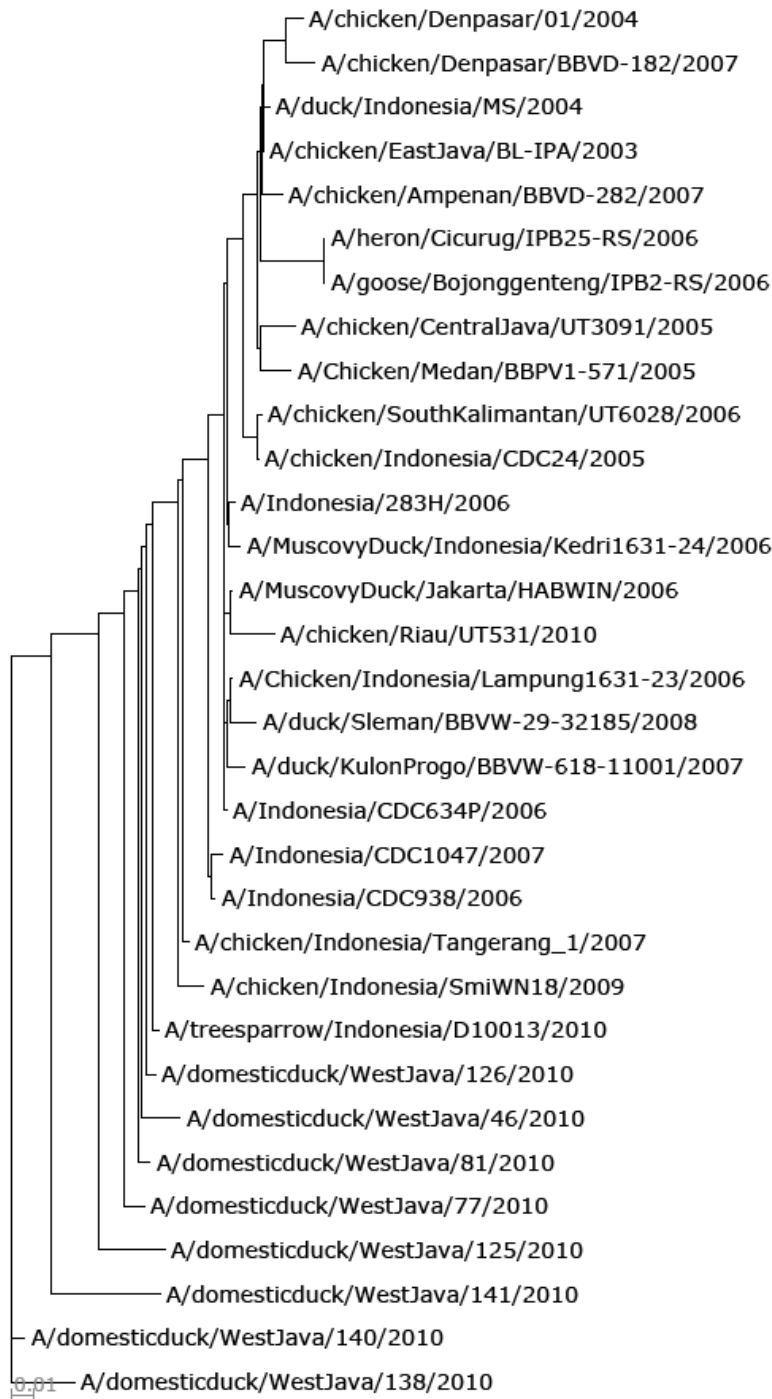 A/chicken/Denpasar/01/2004
A/chicken/Denpasar/BBVD-182/2007
A/duck/Indonesia/MS/2004
A/chicken/EastJava/BL-IPA/2003
A/chicken/Ampenan/BBVD-282/2007
A/heron/Cicurug/IPB25-RS/2006
A/goose/Bojonggenteng/IPB2-RS/2006
A/chicken/CentralJava/UT3091/2005
A/Chicken/Medan/BBPV1-571/2005
A/chicken/SouthKalimantan/UT6028/2006
A/chicken/Indonesia/CDC24/2005
A/Indonesia/283H/2006
A/MuscovyDuck/Indonesia/Kedri1631-24/2006
A/MuscovyDuck/Jakarta/HABWIN/2006
A/chicken/Riau/UT531/2010
A/Chicken/Indonesia/Lampung1631-23/2006
A/duck/Sleman/BBVW-29-32185/2008
A/duck/KulonProgo/BBVW-618-11001/2007
A/Indonesia/CDC634P/2006
A/Indonesia/CDC1047/2007
A/Indonesia/CDC938/2006
A/chicken/Indonesia/Tangerang_1/2007
A/chicken/Indonesia/SmiWN18/2009
A/treesparrow/Indonesia/D10013/2010
A/domesticduck/WestJava/126/2010
A/domesticduck/WestJava/46/2010
A/domesticduck/WestJava/81/2010
A/domesticduck/WestJava/77/2010
A/domesticduck/WestJava/125/2010
A/domesticduck/WestJava/141/2010
A/domesticduck/WestJava/140/2010
A/domesticduck/WestJava/138/2010
0.01